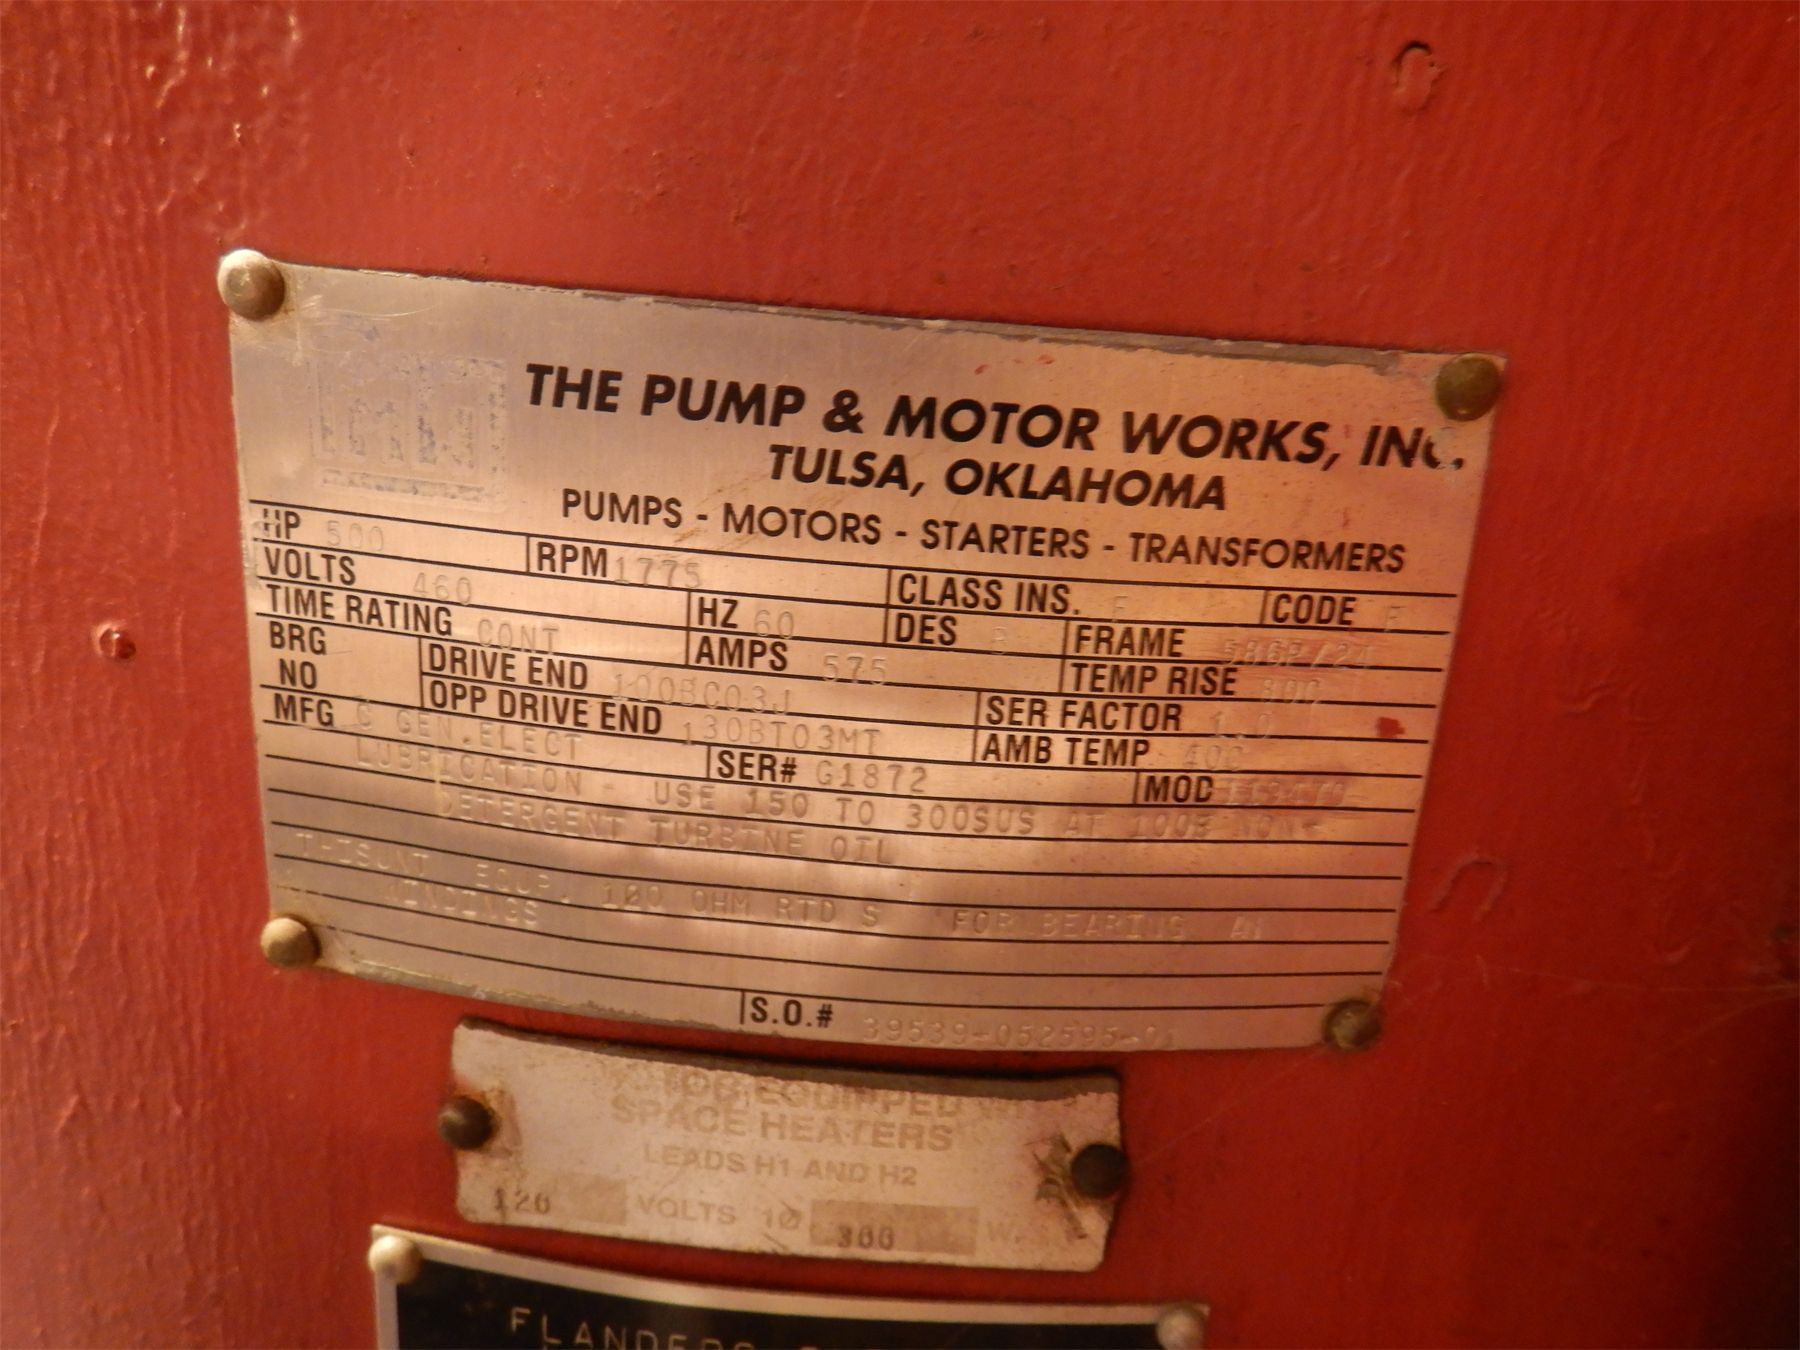 THE PUMP & MOTOR WORKS, INC.
TULSA, OKLAHOMA
PUMPS - MOTORS - STARTERS - TRANSFORMERS
HP 500 RPM 1775 CLASS INS. F CODE F
VOLTS 460 HZ 60 DES B FRAME
TIME RATING CONT AMPS 575 TEMP RISE 80C
BRG NO DRIVE END 100BC03J SER FACTOR 1.0
OPP DRIVE END 130BT03MT AMB TEMP 40C
MFG G GEN.ELECT SER# G1872 MOD
LUBRICATION - USE 150 TO 300SUS AT 100F NON-
DETERGENT TURBINE OIL
EQUP. 100 OHM RTD S FOR BEARING
WINDINGS
S.O.#
MOTOR EQUIPPED
SPACE HEATERS
LEADS H1 AND H2
120 VOLTS 1Ø 300 W.
FLANDERS